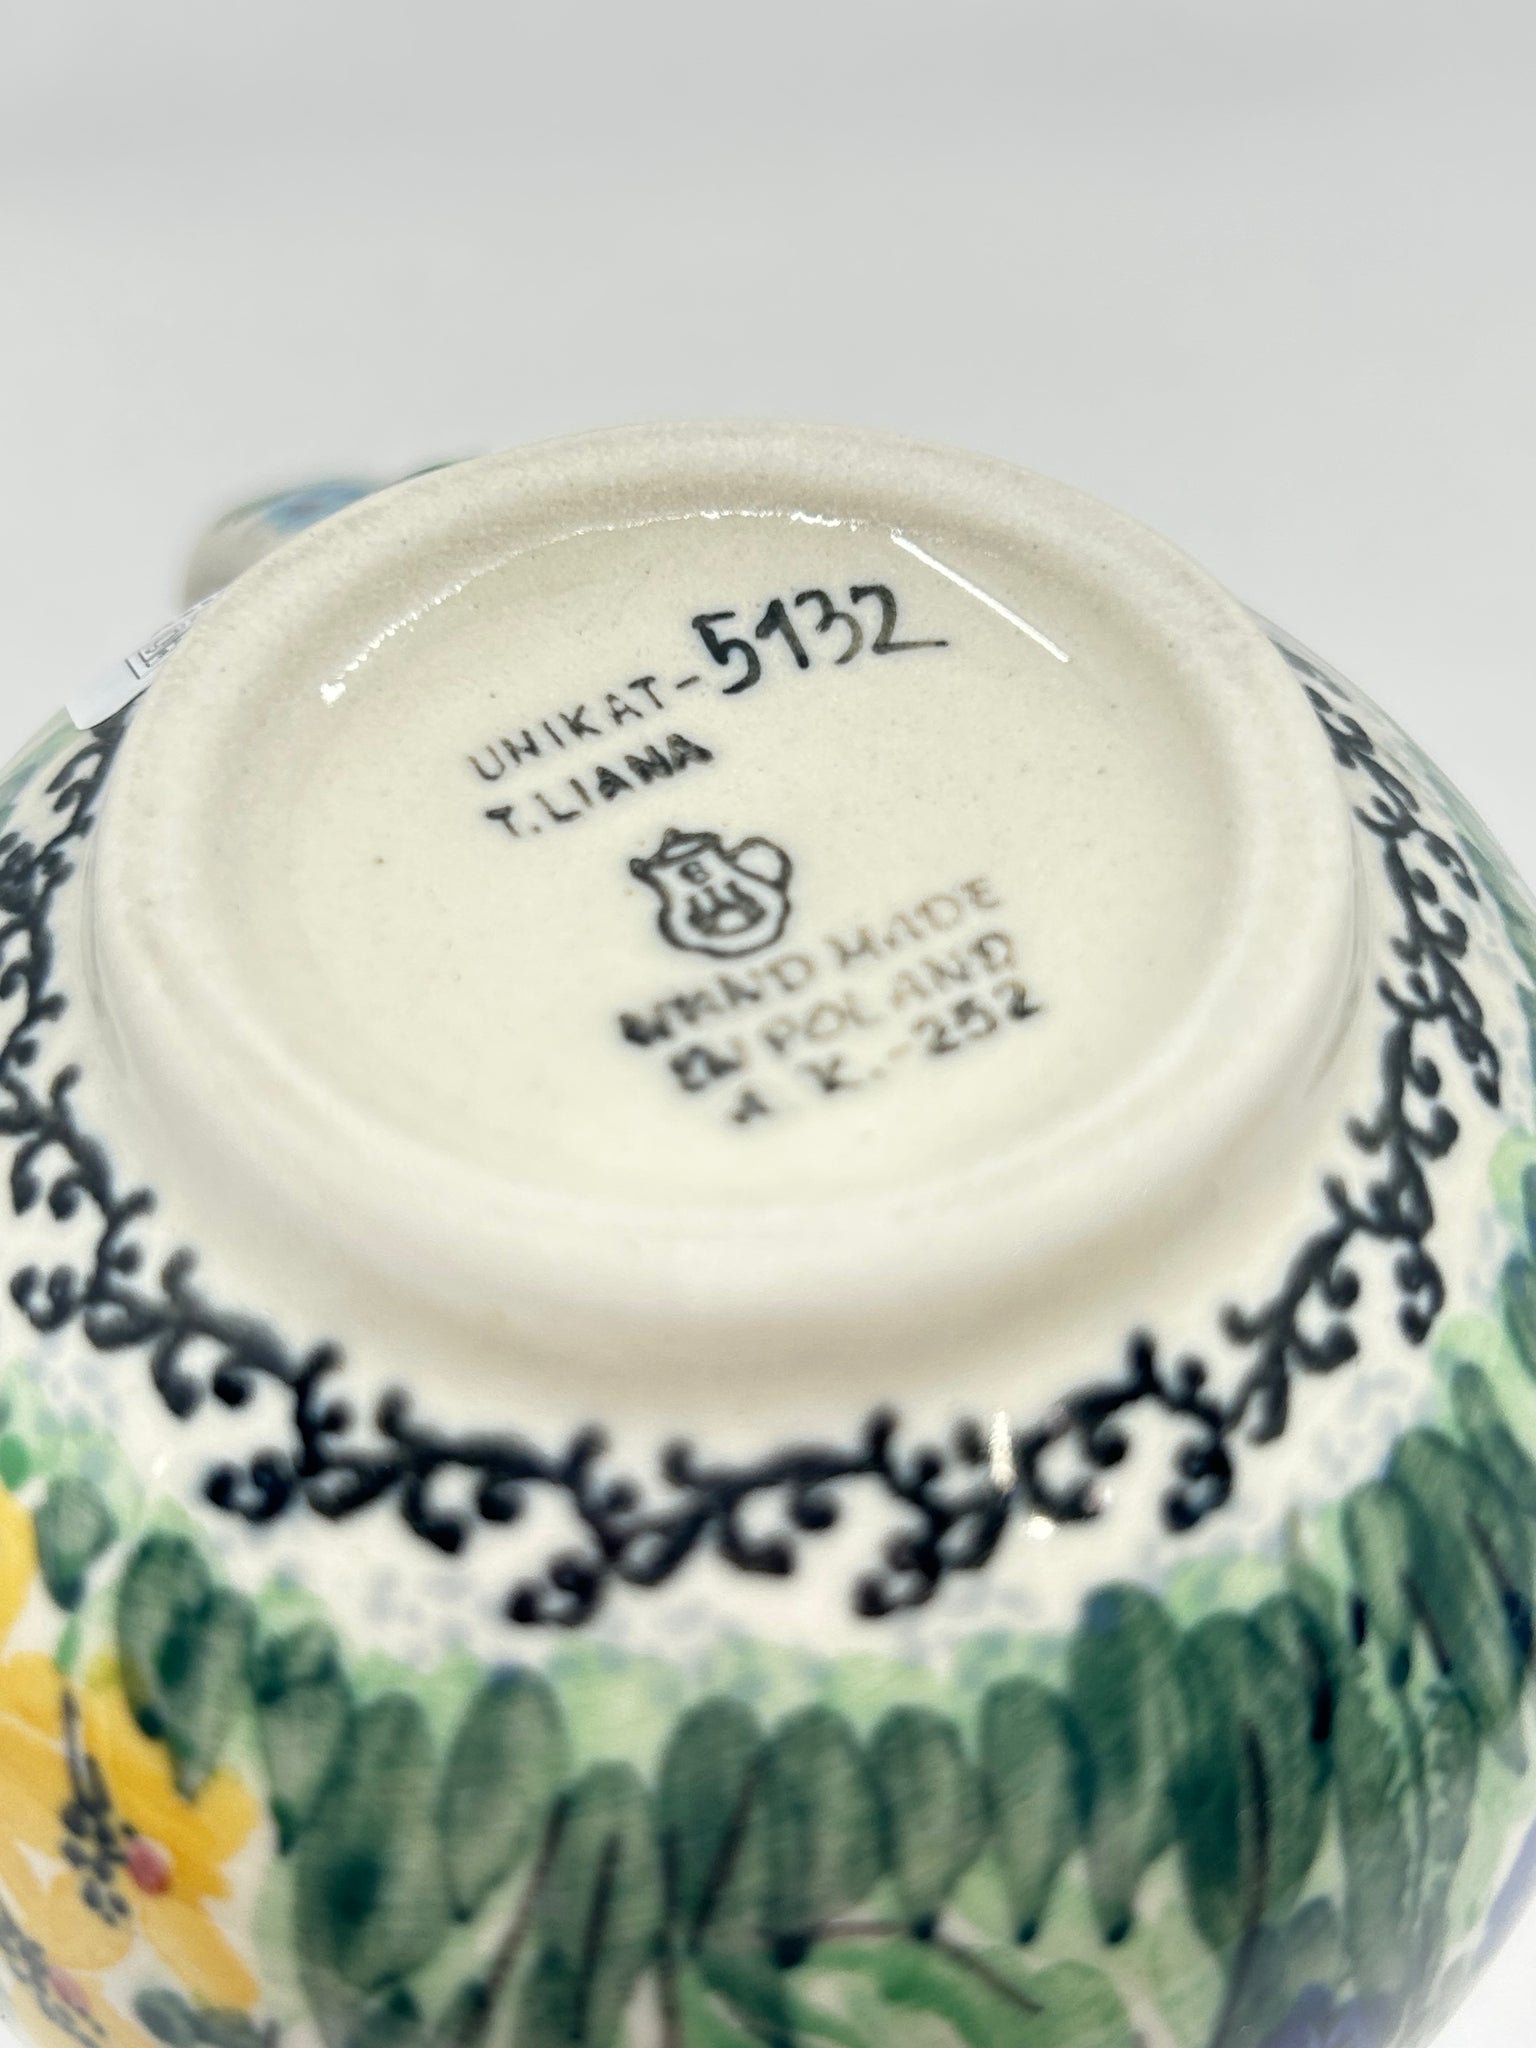 UNIKAT-5132
T. LIANA
B
HAND MADE
IN POLAND
A K.-252